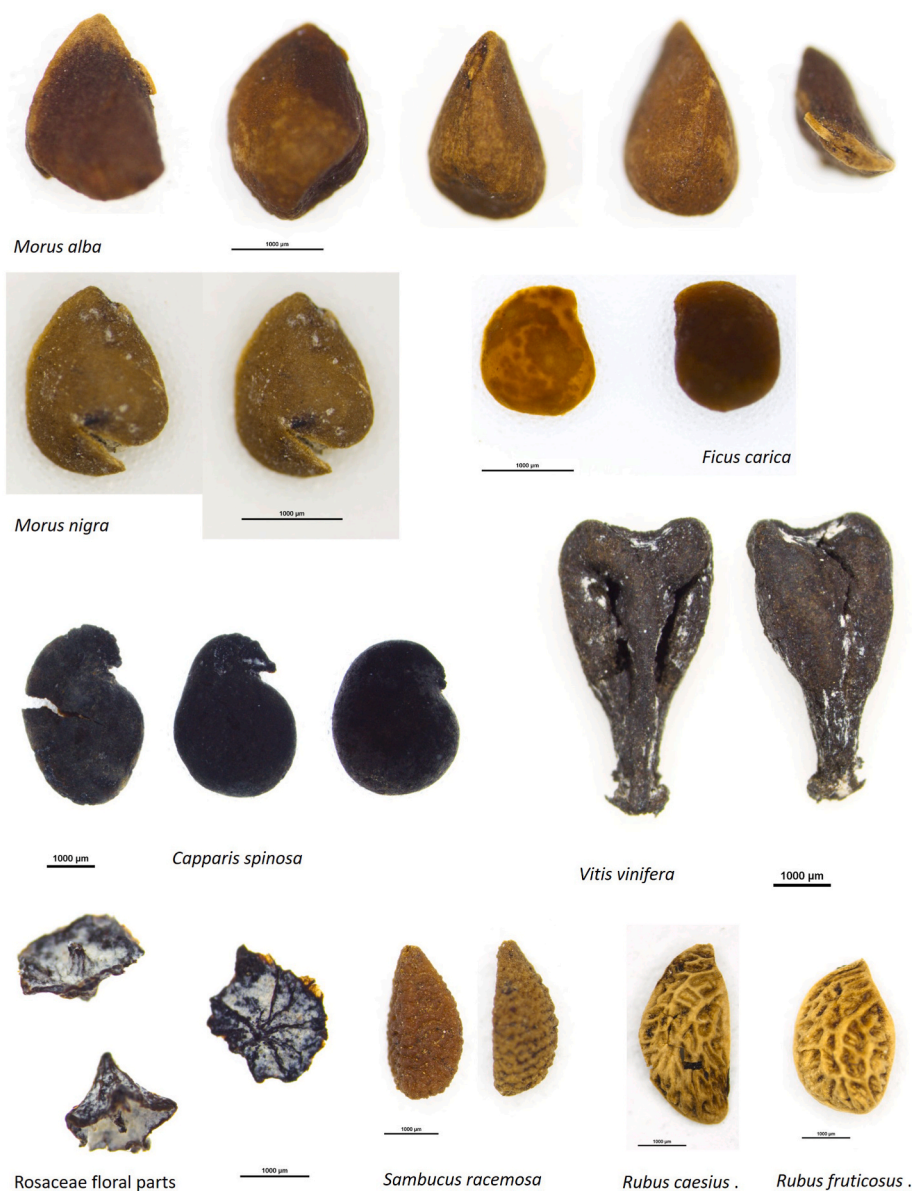 Morus alba
1000 µm
Morus nigra
1000 µm
1000 µm
Ficus carica
1000 µm
Capparis spinosa
Vitis vinifera
1000 µm
Rosaceae floral parts
1000 µm
1000 µm
Sambucus racemosa
1000 µm
Rubus caesius .
1000 µm
Rubus fruticosus .